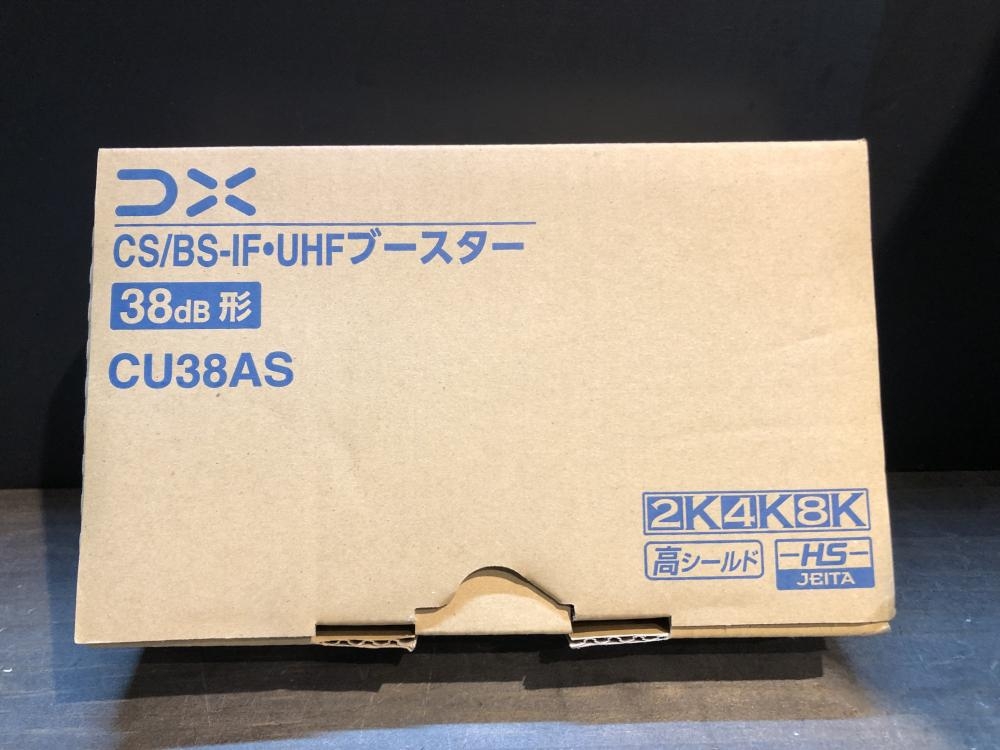 DX
CS/BS-IF•UHFブースター
38dB 形
CU38AS
2K4K8K
高シールド
HS
JEITA